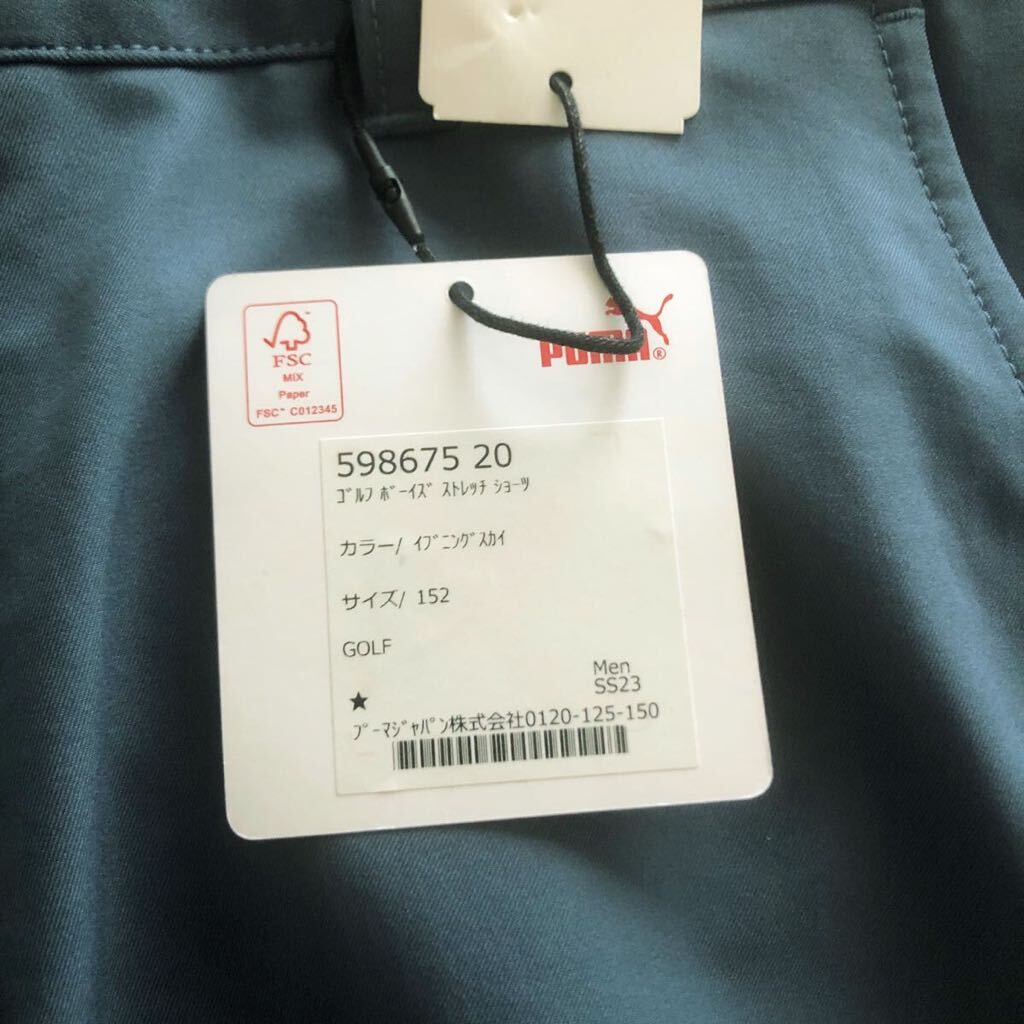 FSC
MIX
Paper
FSC™ C012345
PUMA®
598675 20
ｺﾞﾙﾌ ﾎﾞｰｲｽﾞ ｽﾄﾚｯﾁ ｼｮｰﾂ
カラー/ ｲﾌﾞﾆﾝｸﾞｽｶｲ
サイズ/ 152
GOLF
Men
SS23
★
ﾌﾟｰﾏｼﾞｬﾊﾟﾝ株式会社0120-125-150